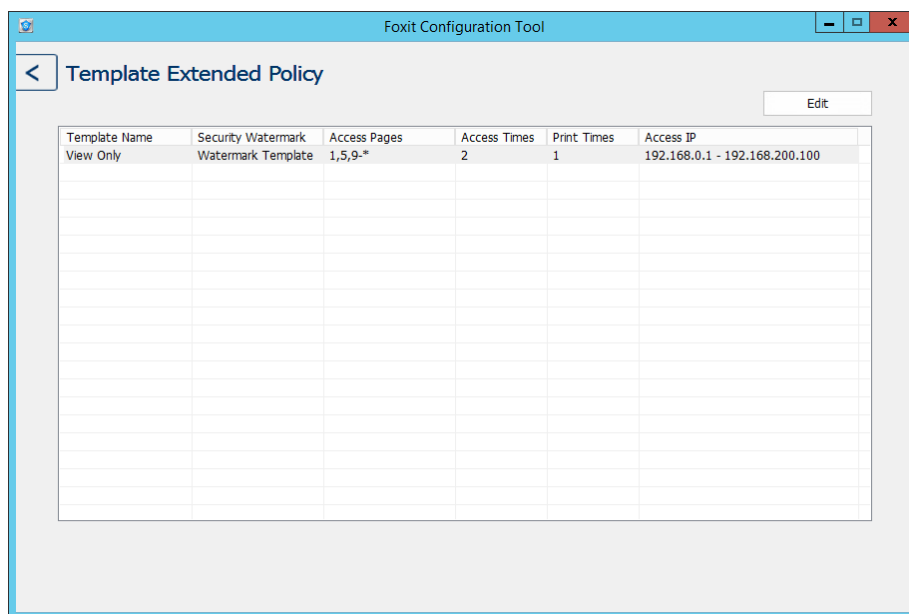 Foxit Configuration Tool
< Template Extended Policy
Edit
Template Name Security Watermark Access Pages Access Times Print Times Access IP
View Only Watermark Template 1,5,9-* 2 1 192.168.0.1 - 192.168.200.100